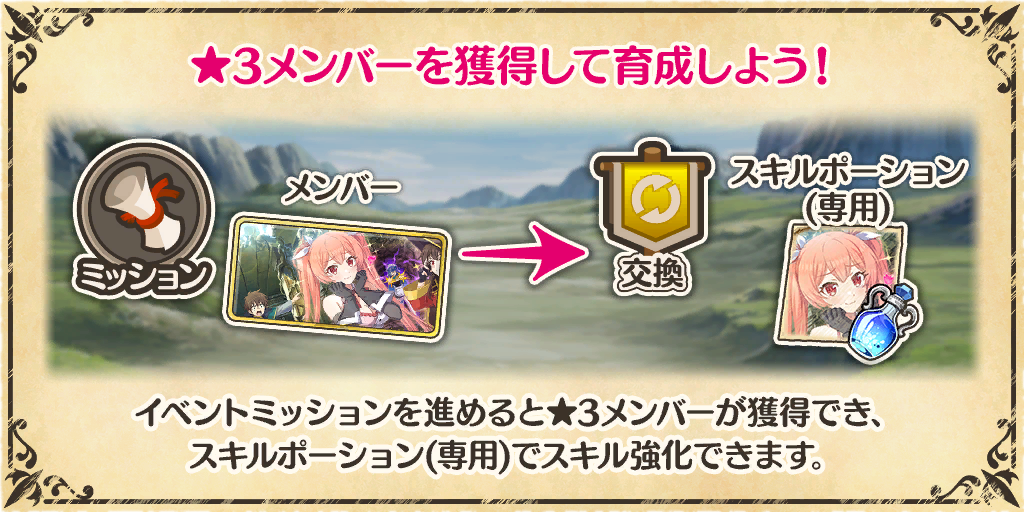 ★3メンバーを獲得して育成しよう!
メンバー
スキルポーション
(専用)
ミッション
交換
イベントミッションを進めると★3メンバーが獲得でき、
スキルポーション(専用)でスキル強化できます。